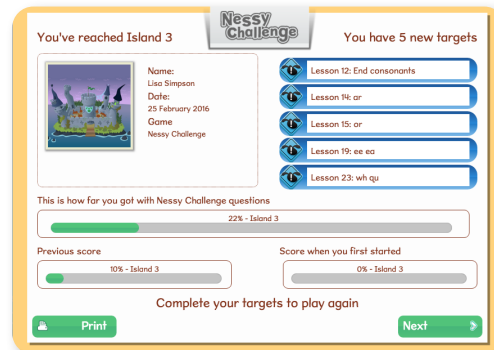 Nessy
Challenge
You've reached Island 3
You have 5 new targets
Name:
Lisa Simpson
Date:
25 February 2016
Game
Nessy Challenge
Lesson 12: End consonants
Lesson 14: ar
Lesson 15: or
Lesson 19: ee ea
Lesson 23: wh qu
This is how far you got with Nessy Challenge questions
22% - Island 3
Previous score
10% - Island 3
Score when you first started
0% - Island 3
Complete your targets to play again
Print
Next